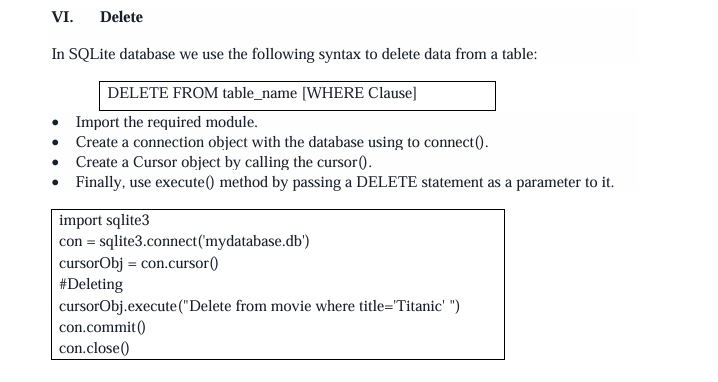 VI. Delete
In SQLite database we use the following syntax to delete data from a table:
DELETE FROM table_name [WHERE Clause]
• Import the required module.
• Create a connection object with the database using to connect().
• Create a Cursor object by calling the cursor().
• Finally, use execute() method by passing a DELETE statement as a parameter to it.
import sqlite3
con = sqlite3.connect('mydatabase.db')
cursorObj = con.cursor()
#Deleting
cursorObj.execute("Delete from movie where title='Titanic' ")
con.commit()
con.close()